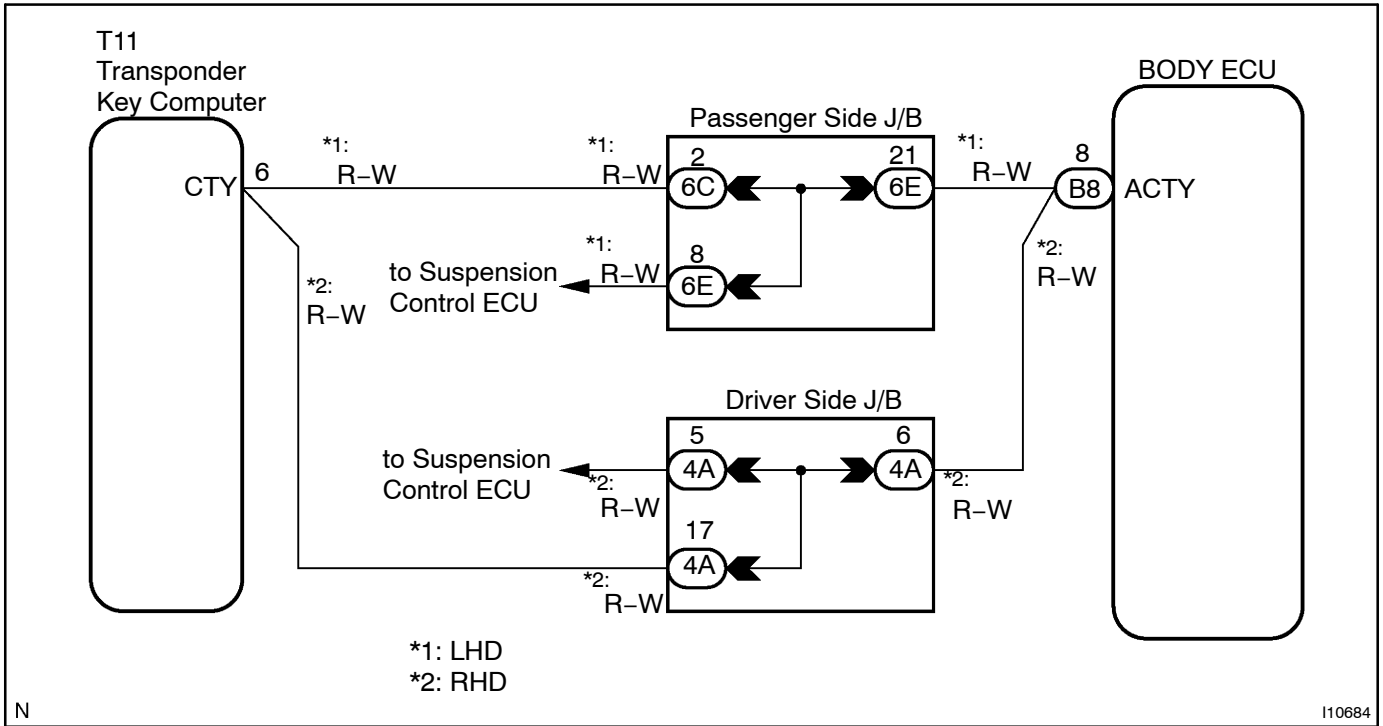 T11
Transponder
Key Computer
BODY ECU
Passenger Side J/B
*1:
R–W
*1:
R–W
*1:
R–W
CTY
6
2
6C
21
6E
8
B8
ACTY
*1:
R–W
8
6E
to Suspension
Control ECU
*2:
R–W
*2:
R–W
Driver Side J/B
to Suspension
Control ECU
5
4A
6
4A
*2:
R–W
*2:
R–W
17
4A
*2:
R–W
*1: LHD
*2: RHD
N
I10684